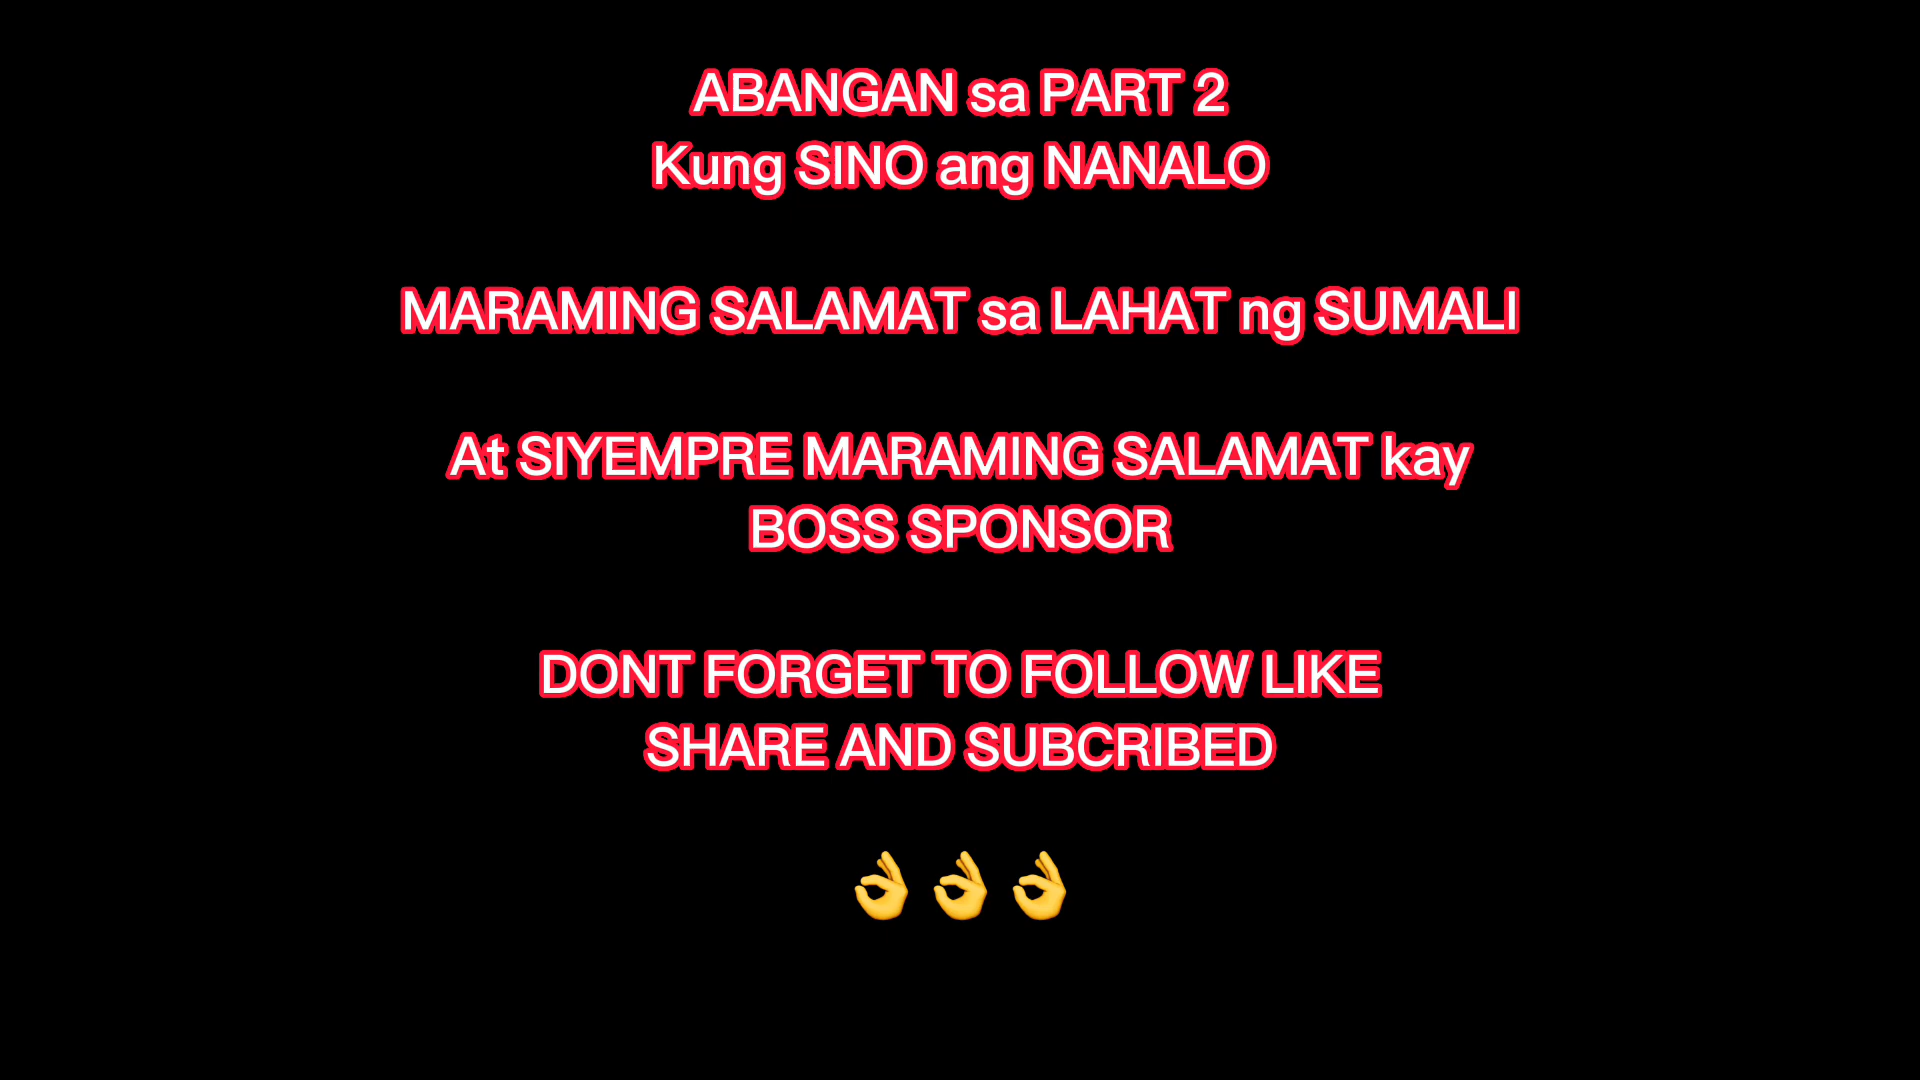 ABANGAN sa PART 2
Kung SINO ang NANALO
MARAMING SALAMAT sa LAHAT ng SUMALI
At SIYEMPRE MARAMING SALAMAT kay
BOSS SPONSOR
DONT FORGET TO FOLLOW LIKE
SHARE AND SUBCRIBED
👌👌👌